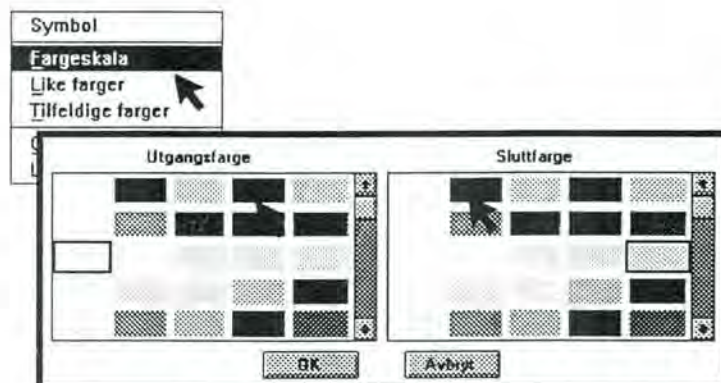 Symbol
Fargeskala
Like farger
Tilfeldige farger
Utgangsfarge Sluttfarge
OK Avbryt